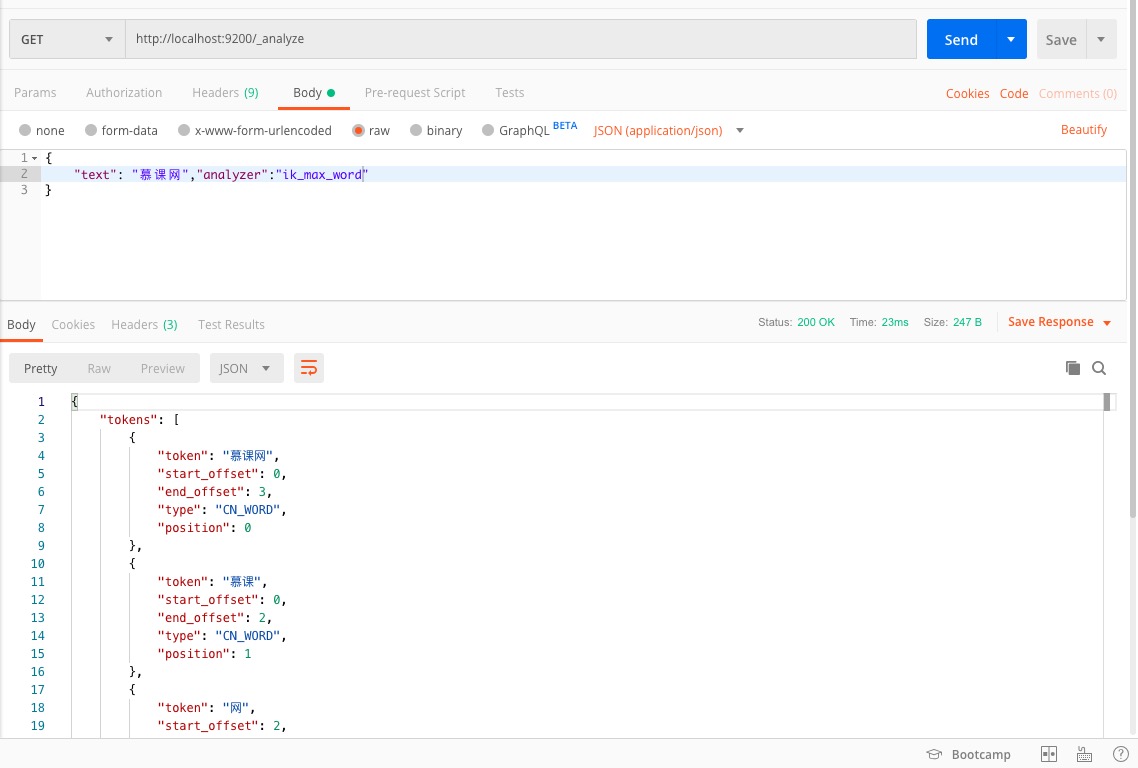 GET http://localhost:9200/_analyze Send Save
Params Authorization Headers (9) Body Pre-request Script Tests Cookies Code Comments (0)
none form-data x-www-form-urlencoded raw binary GraphQL BETA JSON (application/json) Beautify
1 {
2 "text": "慕课网","analyzer":"ik_max_word"
3 }
Body Cookies Headers (3) Test Results Status: 200 OK Time: 23ms Size: 247 B Save Response
Pretty Raw Preview JSON
1 {
2 "tokens": [
3 {
4 "token": "慕课网",
5 "start_offset": 0,
6 "end_offset": 3,
7 "type": "CN_WORD",
8 "position": 0
9 },
10 {
11 "token": "慕课",
12 "start_offset": 0,
13 "end_offset": 2,
14 "type": "CN_WORD",
15 "position": 1
16 },
17 {
18 "token": "网",
19 "start_offset": 2,
Bootcamp